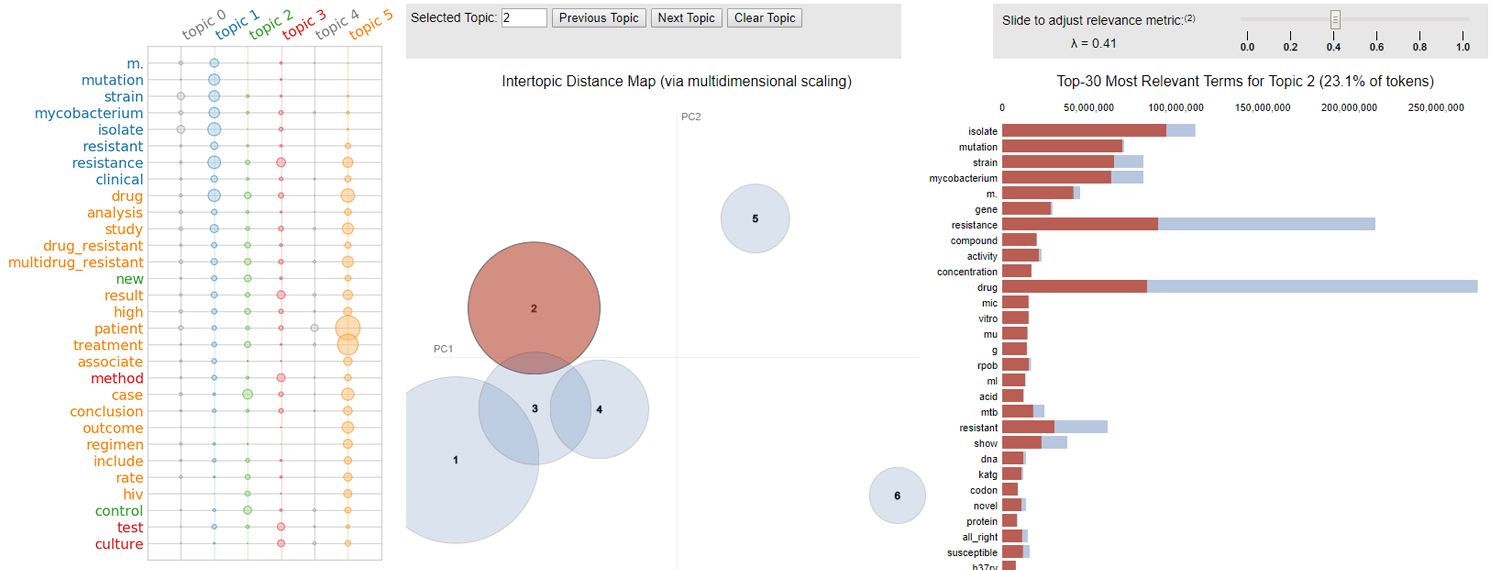 topic 0
topic 1
topic 2
topic 3
topic 4
topic 5
m.
mutation
strain
mycobacterium
isolate
resistant
resistance
clinical
drug
analysis
study
drug_resistant
multidrug_resistant
new
result
high
patient
treatment
associate
method
case
conclusion
outcome
regimen
include
rate
hiv
control
test
culture
Selected Topic: 2 Previous Topic Next Topic Clear Topic
Intertopic Distance Map (via multidimensional scaling)
PC2
5
2
PC1
3
4
1
6
Slide to adjust relevance metric:(2)
λ = 0.41
0.0 0.2 0.4 0.6 0.8 1.0
Top-30 Most Relevant Terms for Topic 2 (23.1% of tokens)
0 50,000,000 100,000,000 150,000,000 200,000,000 250,000,000
isolate
mutation
strain
mycobacterium
m.
gene
resistance
compound
activity
concentration
drug
mic
vitro
mu
g
rpob
ml
acid
mtb
resistant
show
dna
katg
codon
novel
protein
all_right
susceptible
h37rv